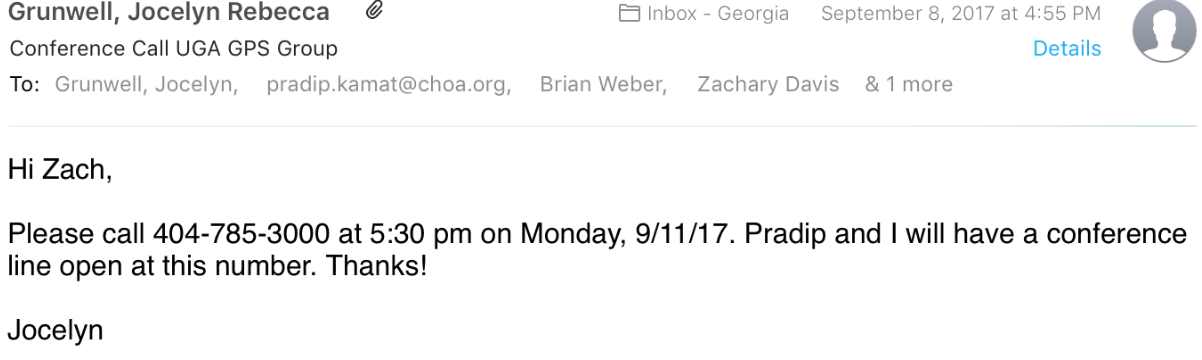 Grunwell, Jocelyn Rebecca Inbox - Georgia September 8, 2017 at 4:55 PM
Conference Call UGA GPS Group Details
To: Grunwell, Jocelyn, pradip.kamat@choa.org, Brian Weber, Zachary Davis & 1 more
Hi Zach,
Please call 404-785-3000 at 5:30 pm on Monday, 9/11/17. Pradip and I will have a conference
line open at this number. Thanks!
Jocelyn